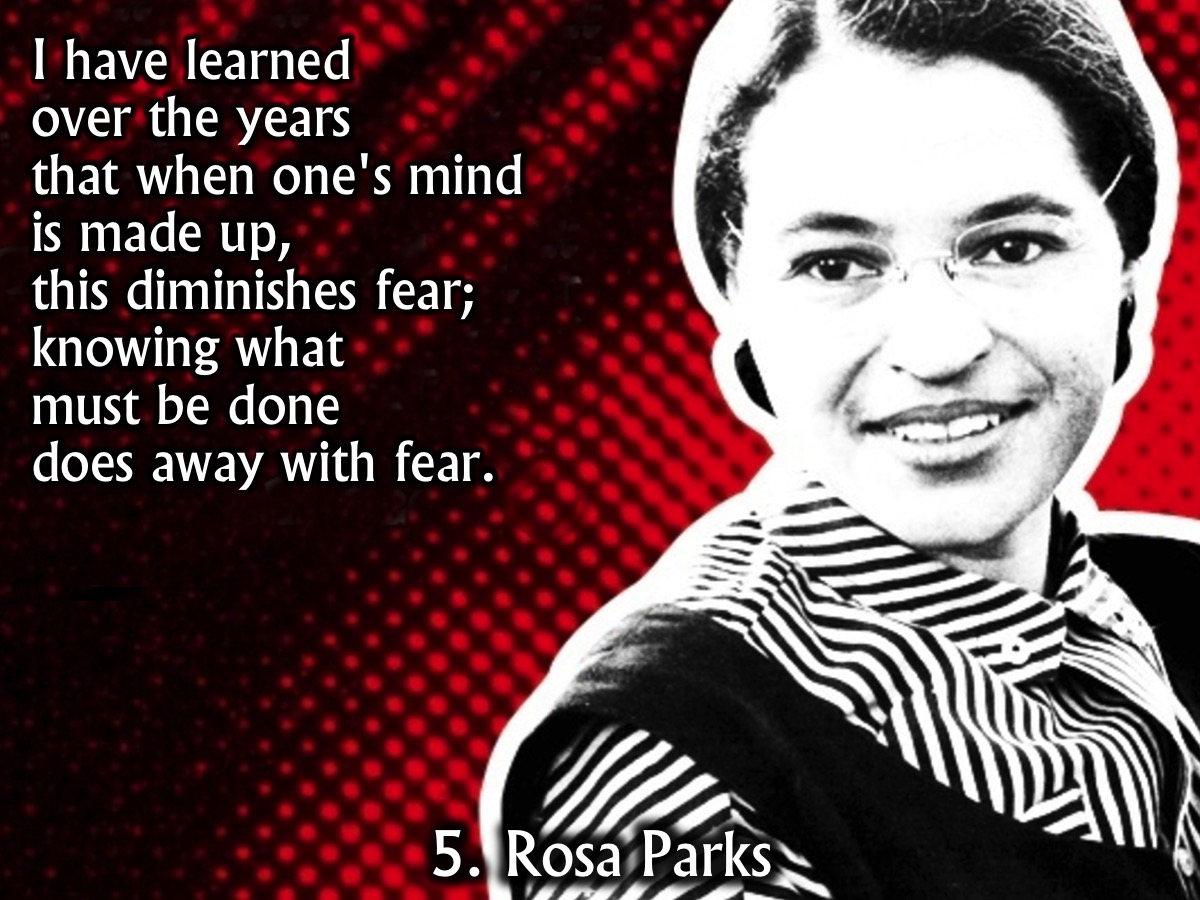 I have learned
over the years
that when one's mind
is made up,
this diminishes fear;
knowing what
must be done
does away with fear.
5. Rosa Parks